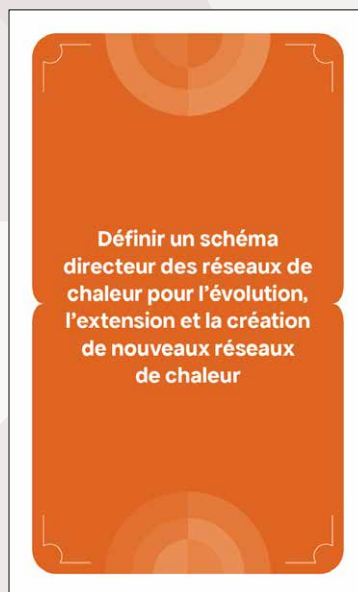 Définir un schéma
directeur des réseaux de
chaleur pour l’évolution,
l’extension et la création
de nouveaux réseaux
de chaleur